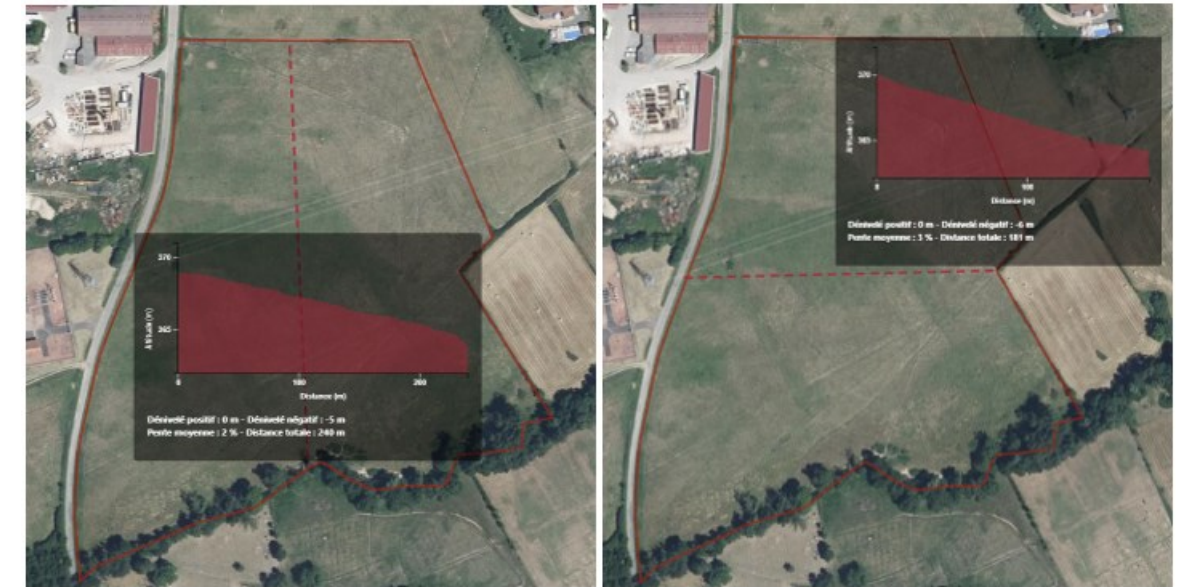 370
365
Altitude (m)
0
100
200
Distance (m)
Dénivelé positif : 0 m - Dénivelé négatif : -5 m
Pente moyenne : 2 % - Distance totale : 240 m
370
365
Altitude (m)
0
100
Distance (m)
Dénivelé positif : 0 m - Dénivelé négatif : -6 m
Pente moyenne : 3 % - Distance totale : 181 m